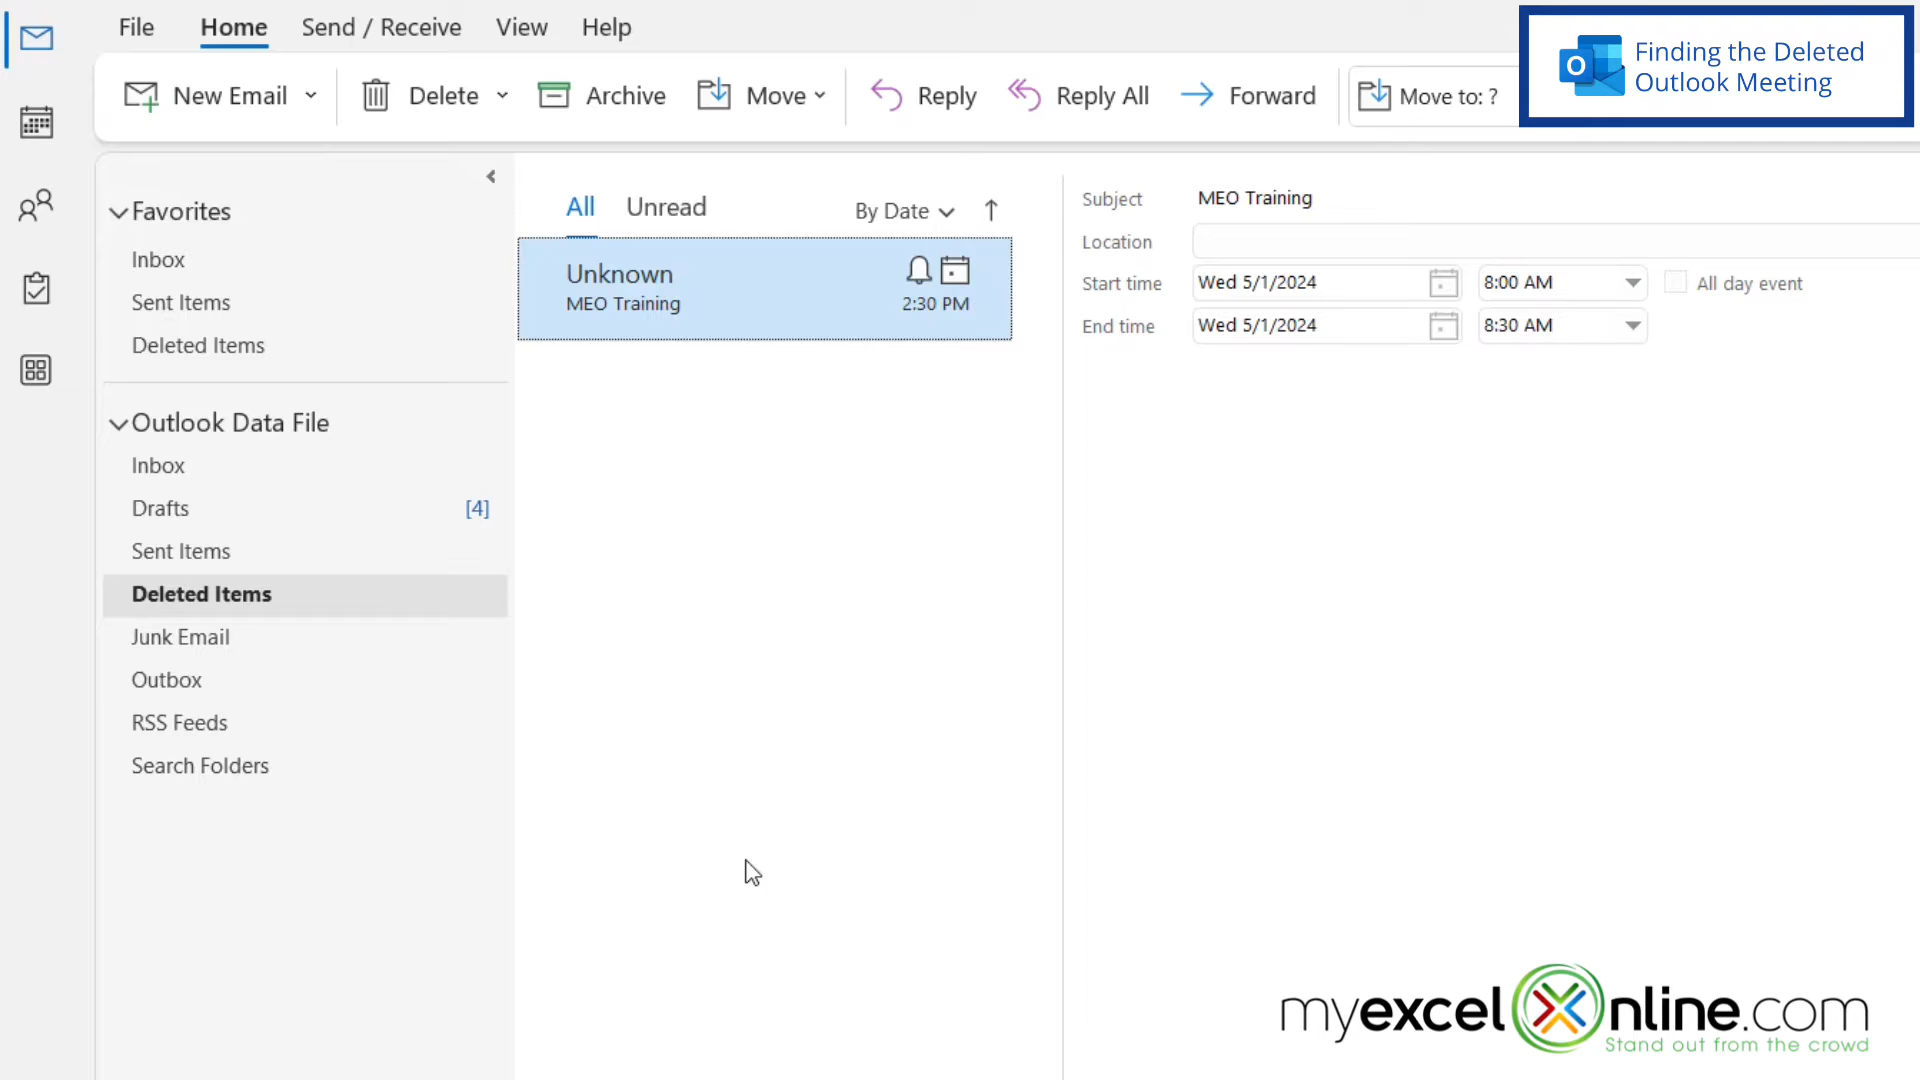 File Home Send / Receive View Help
New Email Delete Archive Move Reply Reply All Forward Move to: ?
Finding the Deleted
Outlook Meeting
Favorites
Inbox
Sent Items
Deleted Items
Outlook Data File
Inbox
Drafts [4]
Sent Items
Deleted Items
Junk Email
Outbox
RSS Feeds
Search Folders
All Unread By Date
Unknown
MEO Training 2:30 PM
Subject MEO Training
Location
Start time Wed 5/1/2024 8:00 AM All day event
End time Wed 5/1/2024 8:30 AM
myexcelOnline.com
Stand out from the crowd